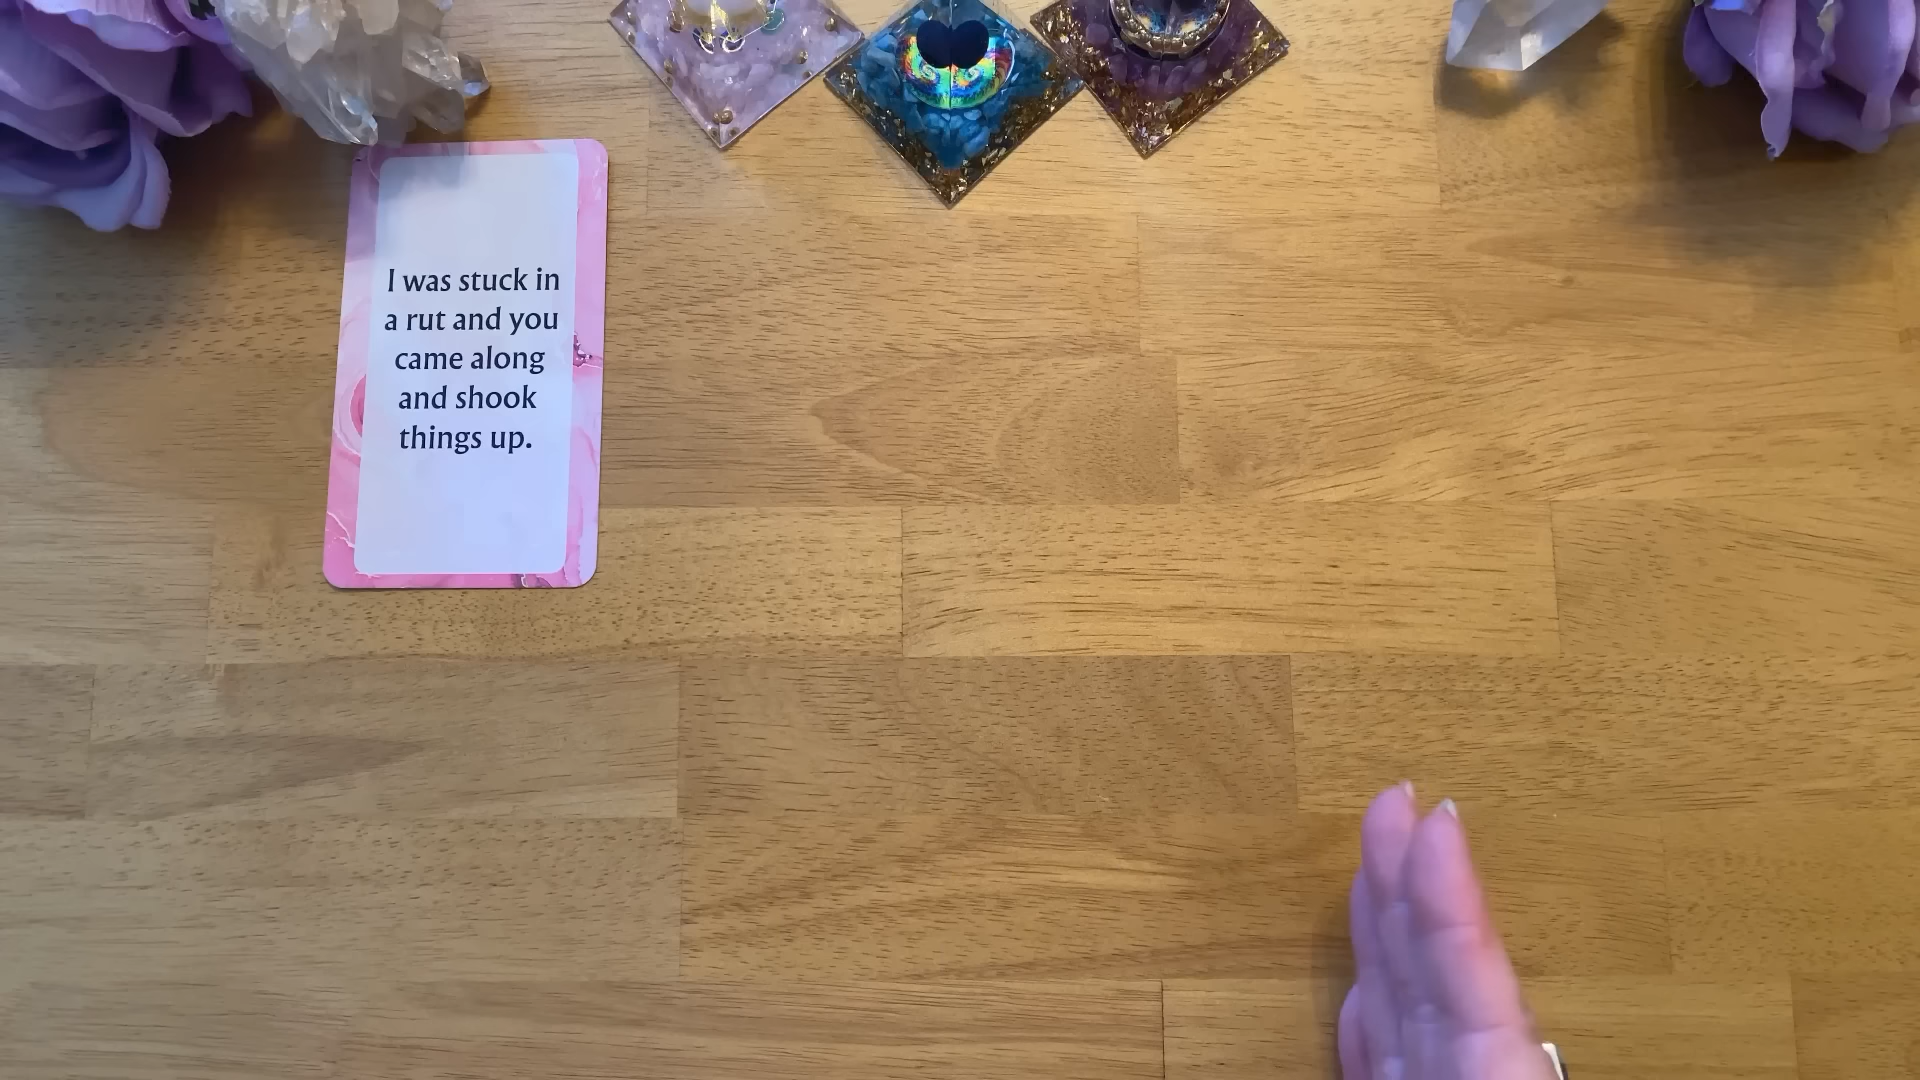 I was stuck in
a rut and you
came along
and shook
things up.